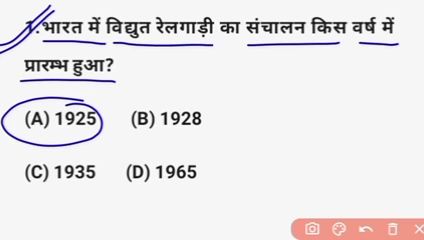 1.भारत में विद्युत रेलगाड़ी का संचालन किस वर्ष में
प्रारम्भ हुआ?
(A) 1925 (B) 1928
(C) 1935 (D) 1965